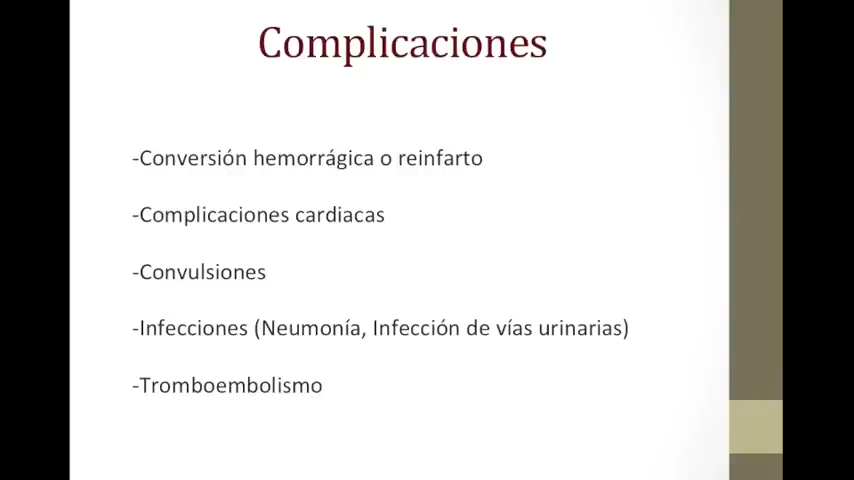 Complicaciones
-Conversión hemorrágica o reinfarto
-Complicaciones cardiacas
-Convulsiones
-Infecciones (Neumonía, Infección de vías urinarias)
-Tromboembolismo